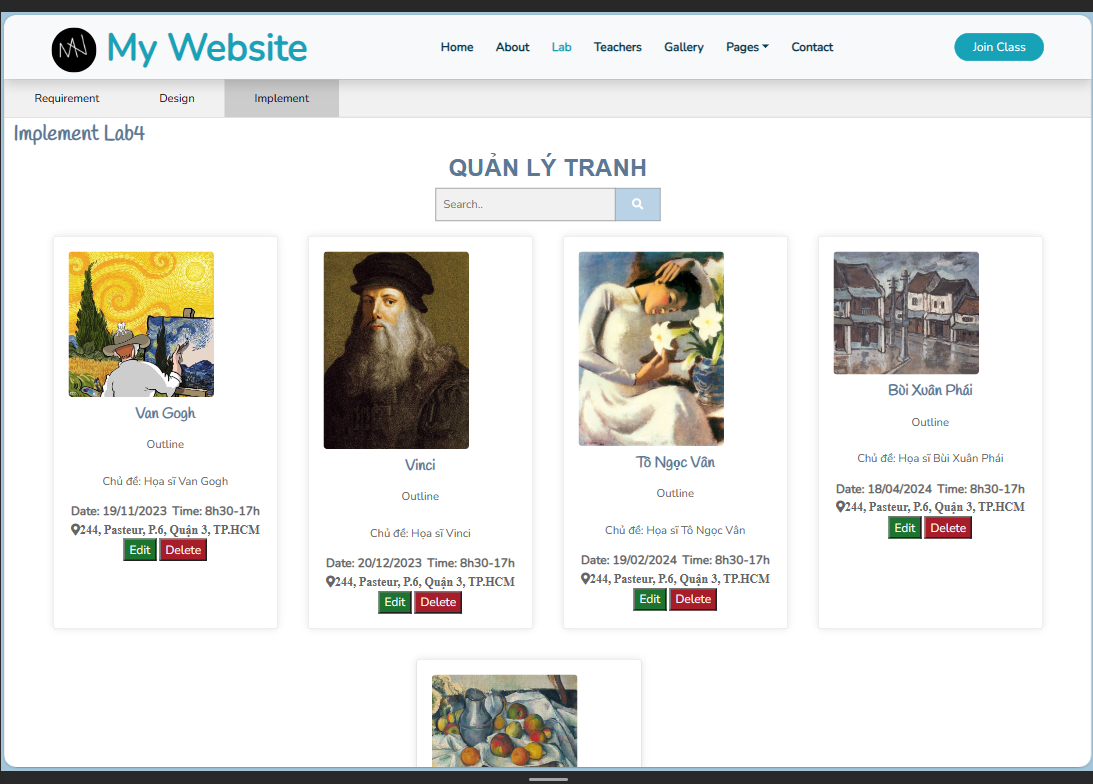 My Website
Home About Lab Teachers Gallery Pages Contact
Join Class
Requirement Design Implement
Implement Lab4
QUẢN LÝ TRANH
Search..
Van Gogh
Outline
Chủ đề: Họa sĩ Van Gogh
Date: 19/11/2023 Time: 8h30-17h
244, Pasteur, P.6, Quận 3, TP.HCM
Edit Delete
Vinci
Outline
Chủ đề: Họa sĩ Vinci
Date: 20/12/2023 Time: 8h30-17h
244, Pasteur, P.6, Quận 3, TP.HCM
Edit Delete
Tô Ngọc Vân
Outline
Chủ đề: Họa sĩ Tô Ngọc Vân
Date: 19/02/2024 Time: 8h30-17h
244, Pasteur, P.6, Quận 3, TP.HCM
Edit Delete
Bùi Xuân Phái
Outline
Chủ đề: Họa sĩ Bùi Xuân Phái
Date: 18/04/2024 Time: 8h30-17h
244, Pasteur, P.6, Quận 3, TP.HCM
Edit Delete